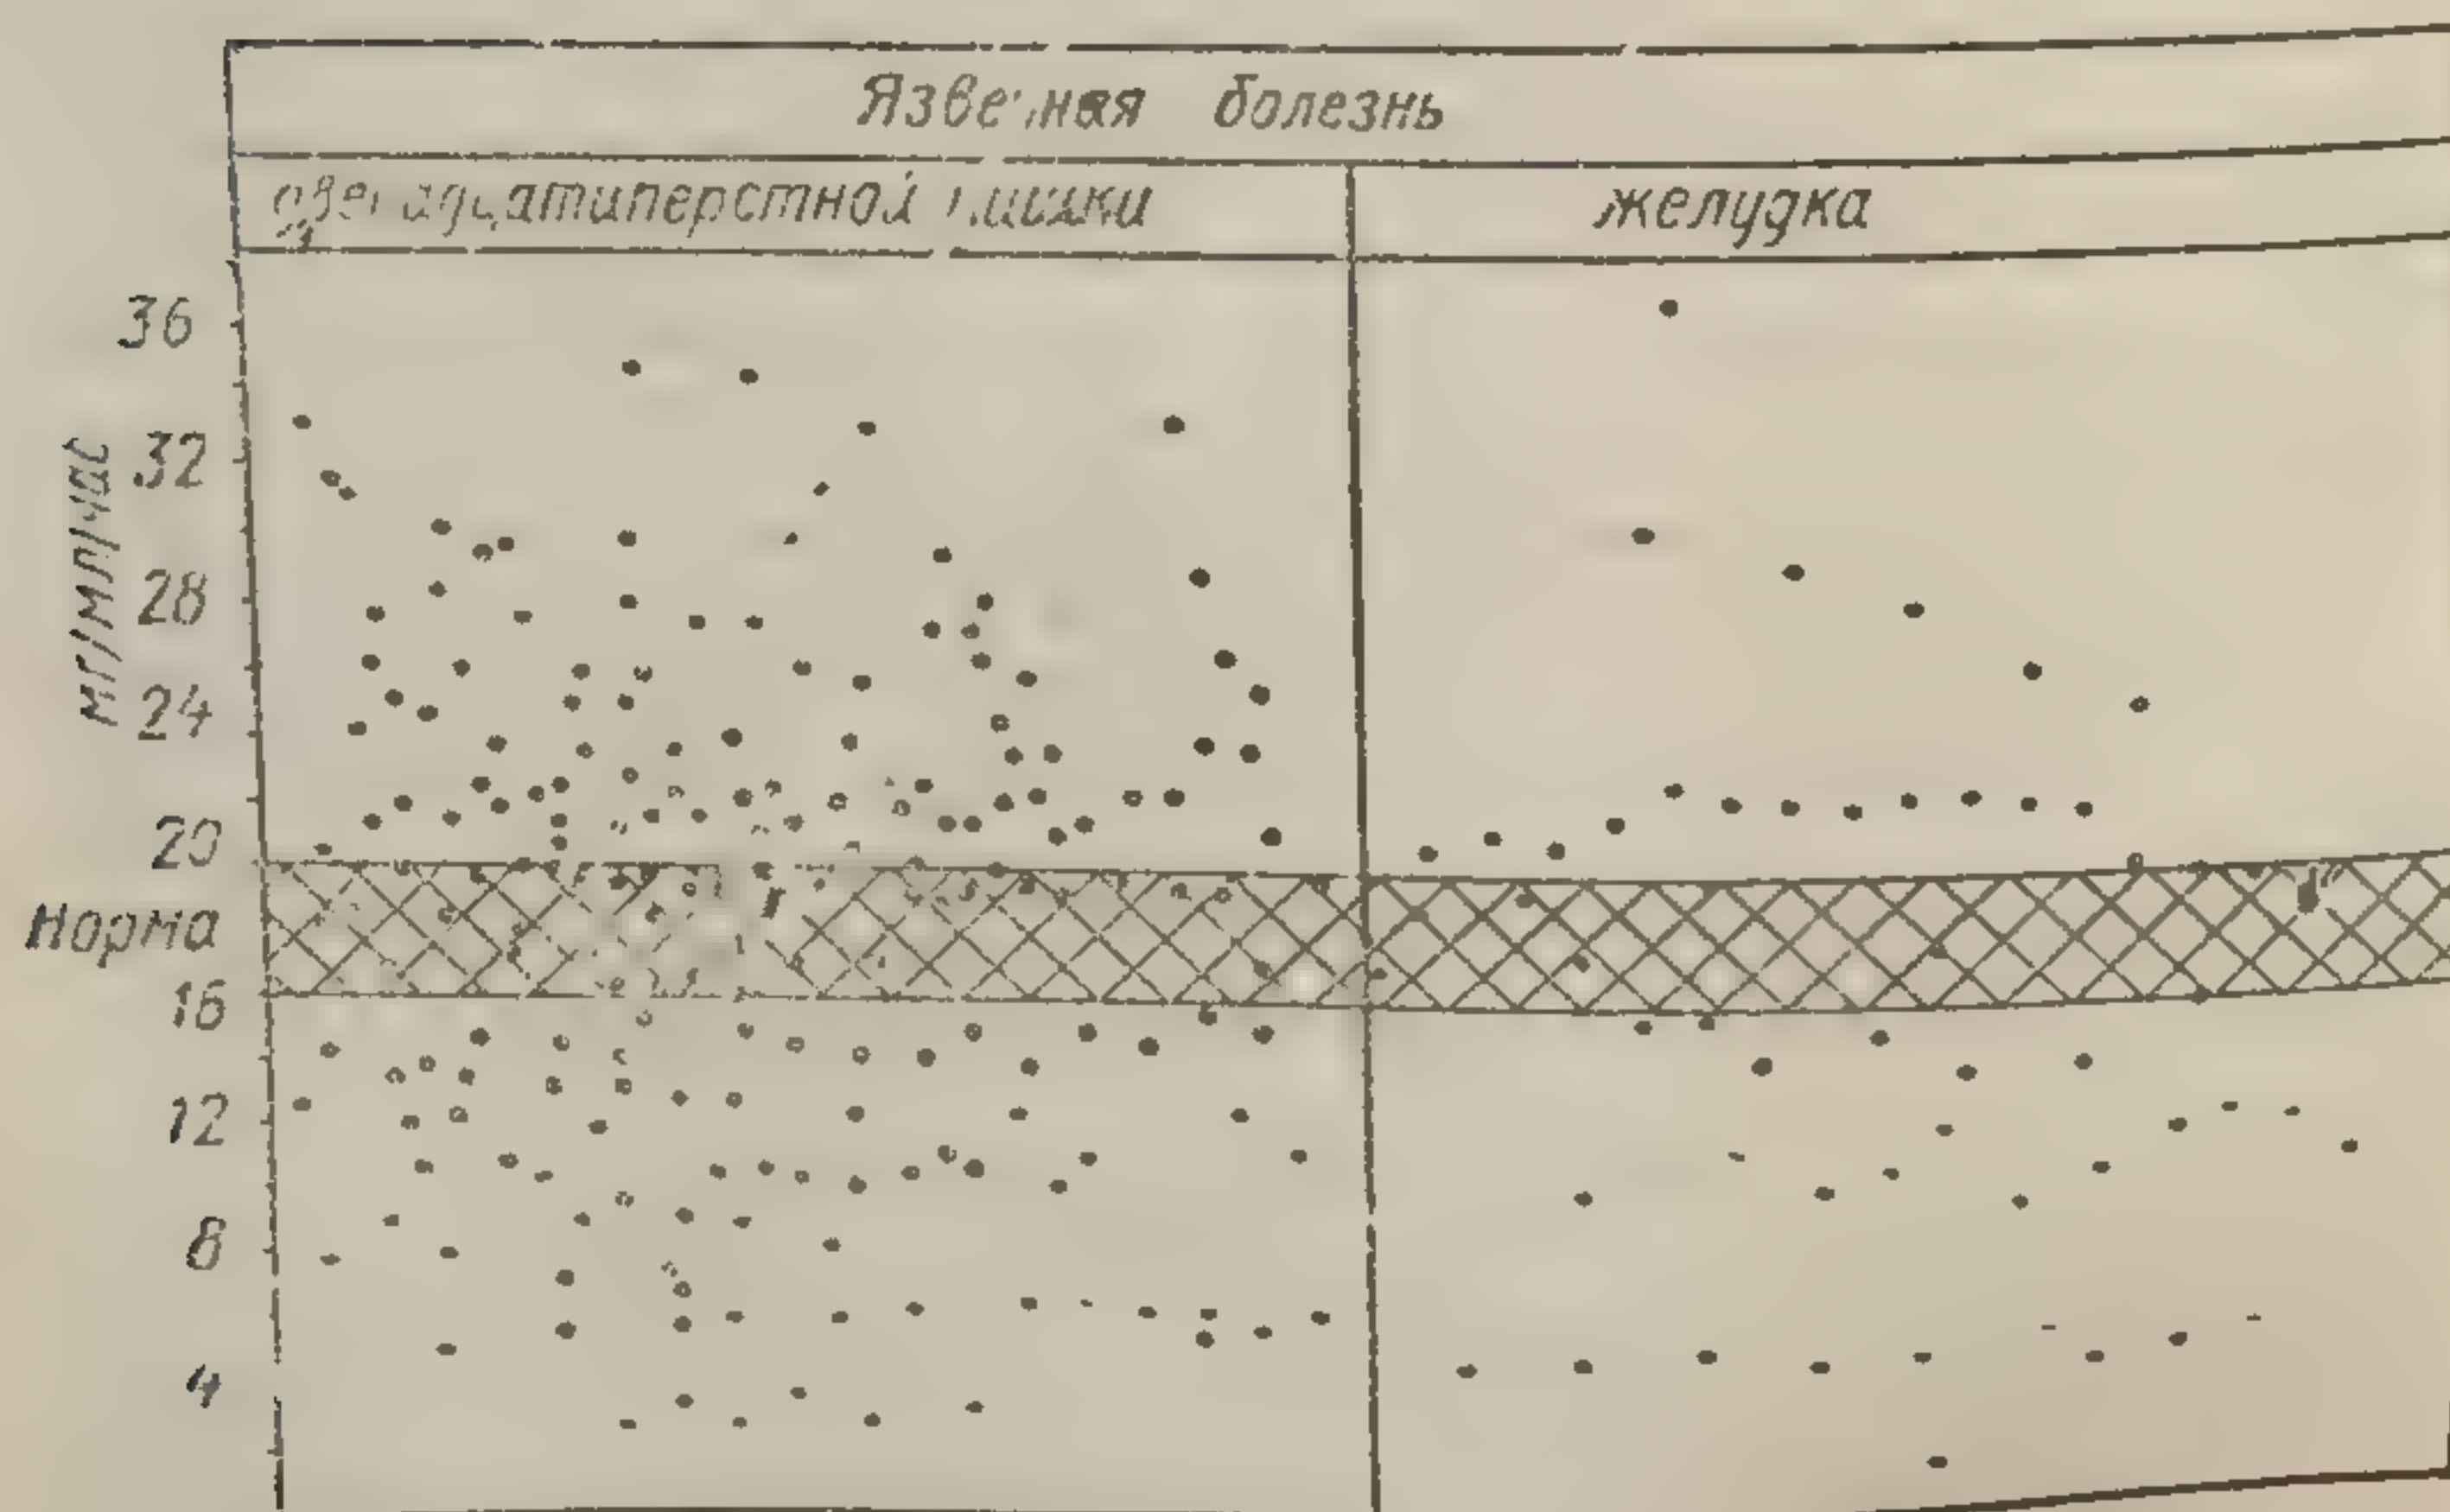 Язвенная болезнь
двенадцатиперстной кишки
желудка
36
32
28
24
20
Норма
16
12
8
4
мг/мл/час